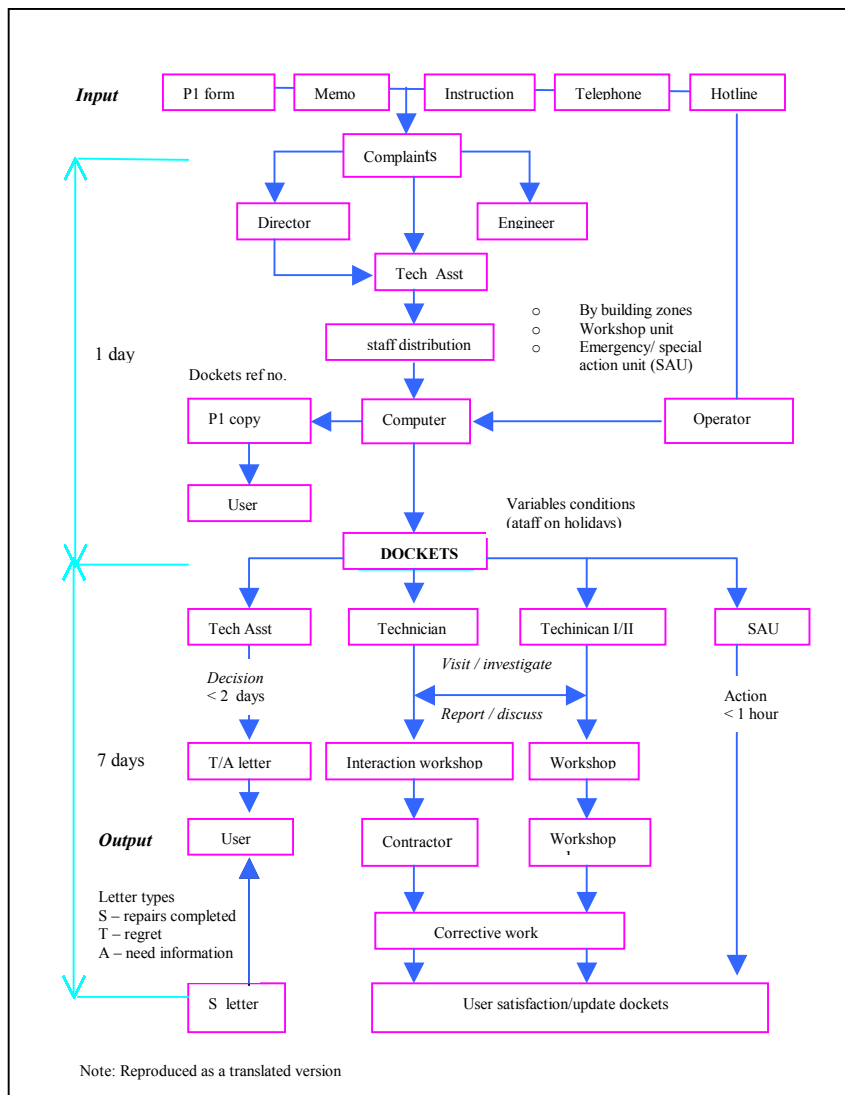 Input
P1 form
Memo
Instruction
Telephone
Hotline
Complaints
Director
Engineer
Tech Asst
1 day
staff distribution
o By building zones
o Workshop unit
o Emergency/ special
action unit (SAU)
Dockets ref no.
P1 copy
Computer
Operator
User
Variables conditions
(ataff on holidays)
DOCKETS
Tech Asst
Technician
Techinican I/II
SAU
Decision
< 2 days
Visit / investigate
Report / discuss
Action
< 1 hour
7 days
T/A letter
Interaction workshop
Workshop
Output
User
Contractor
Workshop
Letter types
S – repairs completed
T – regret
A – need information
Corrective work
S letter
User satisfaction/update dockets
Note: Reproduced as a translated version